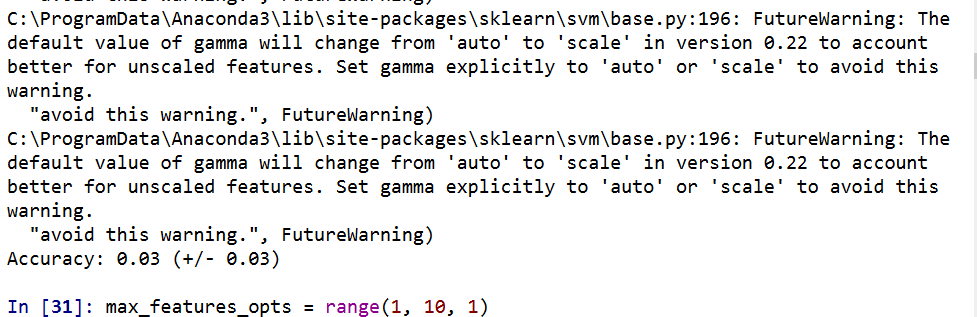 C:\ProgramData\Anaconda3\lib\site-packages\sklearn\svm\base.py:196: FutureWarning: The
default value of gamma will change from 'auto' to 'scale' in version 0.22 to account
better for unscaled features. Set gamma explicitly to 'auto' or 'scale' to avoid this
warning.
"avoid this warning.", FutureWarning)
C:\ProgramData\Anaconda3\lib\site-packages\sklearn\svm\base.py:196: FutureWarning: The
default value of gamma will change from 'auto' to 'scale' in version 0.22 to account
better for unscaled features. Set gamma explicitly to 'auto' or 'scale' to avoid this
warning.
"avoid this warning.", FutureWarning)
Accuracy: 0.03 (+/- 0.03)
In [31]: max_features_opts = range(1, 10, 1)